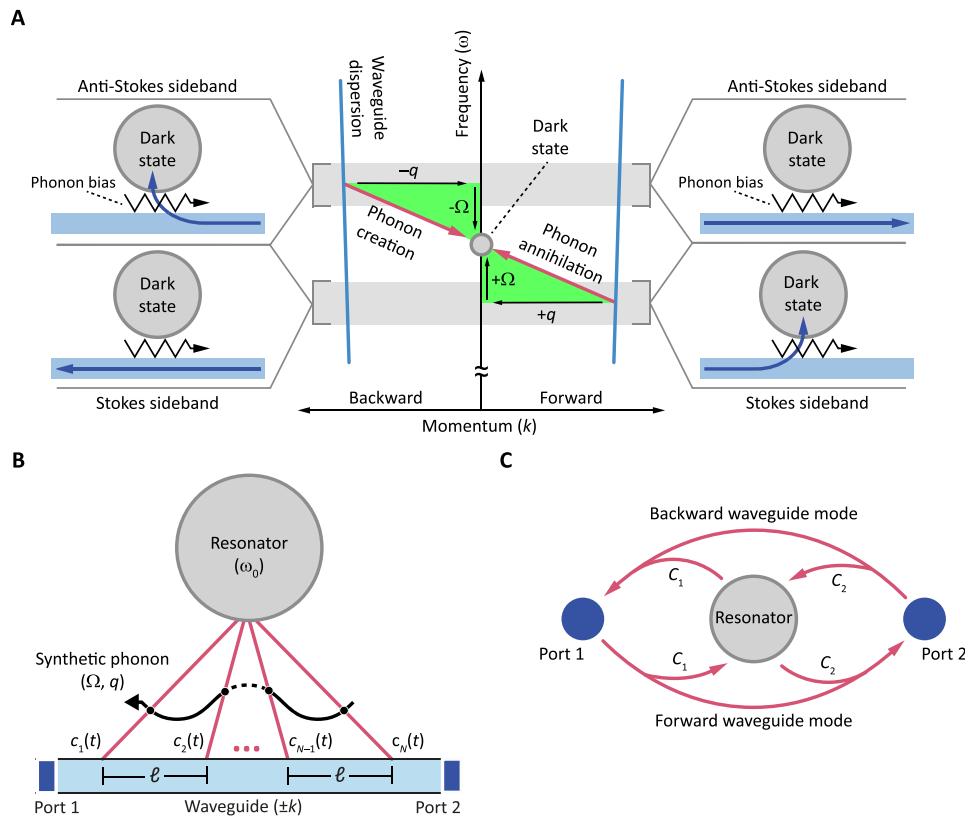 A
Anti-Stokes sideband
Dark
state
Phonon bias
Dark
state
Stokes sideband
Waveguide
dispersion
Frequency (ω)
Dark
state
–q
-Ω
Phonon
creation
Phonon
annihilation
+Ω
+q
≈
Backward
Forward
Momentum (k)
Anti-Stokes sideband
Dark
state
Phonon bias
Dark
state
Stokes sideband
B
Resonator
(ω0)
Synthetic phonon
(Ω, q)
c1(t)
c2(t)
...
cN–1(t)
cN(t)
ℓ
ℓ
Port 1
Waveguide (±k)
Port 2
C
Backward waveguide mode
C1
C2
Resonator
Port 1
Port 2
C1
C2
Forward waveguide mode